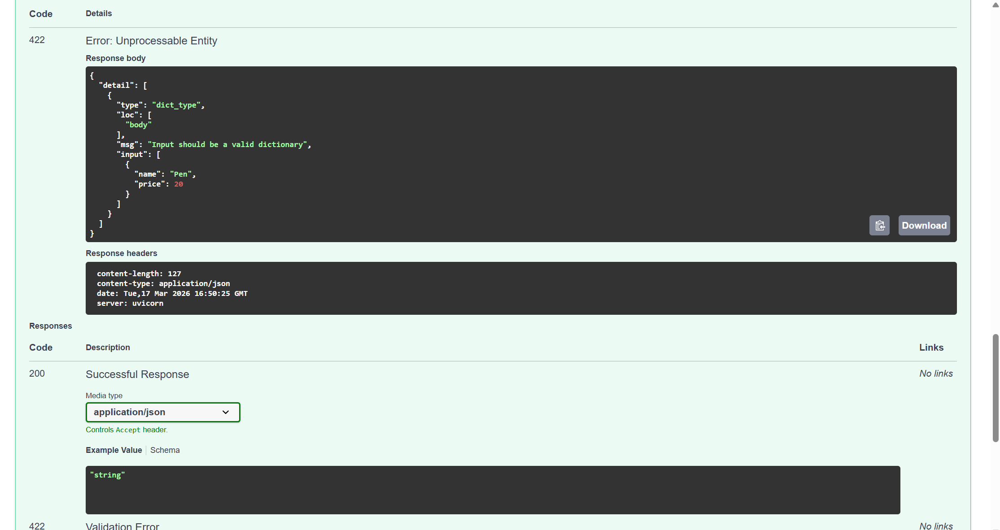 Code Details
422 Error: Unprocessable Entity
Response body
{
  "detail": [
    {
      "type": "dict_type",
      "loc": [
        "body"
      ],
      "msg": "Input should be a valid dictionary",
      "input": [
        {
          "name": "Pen",
          "price": 20
        }
      ]
    }
  ]
}
Download
Response headers
content-length: 127
content-type: application/json
date: Tue,17 Mar 2026 16:50:25 GMT
server: uvicorn
Responses
Code Description Links
200 Successful Response No links
Media type
application/json
Controls Accept header.
Example Value Schema
"string"
422 Validation Error No links